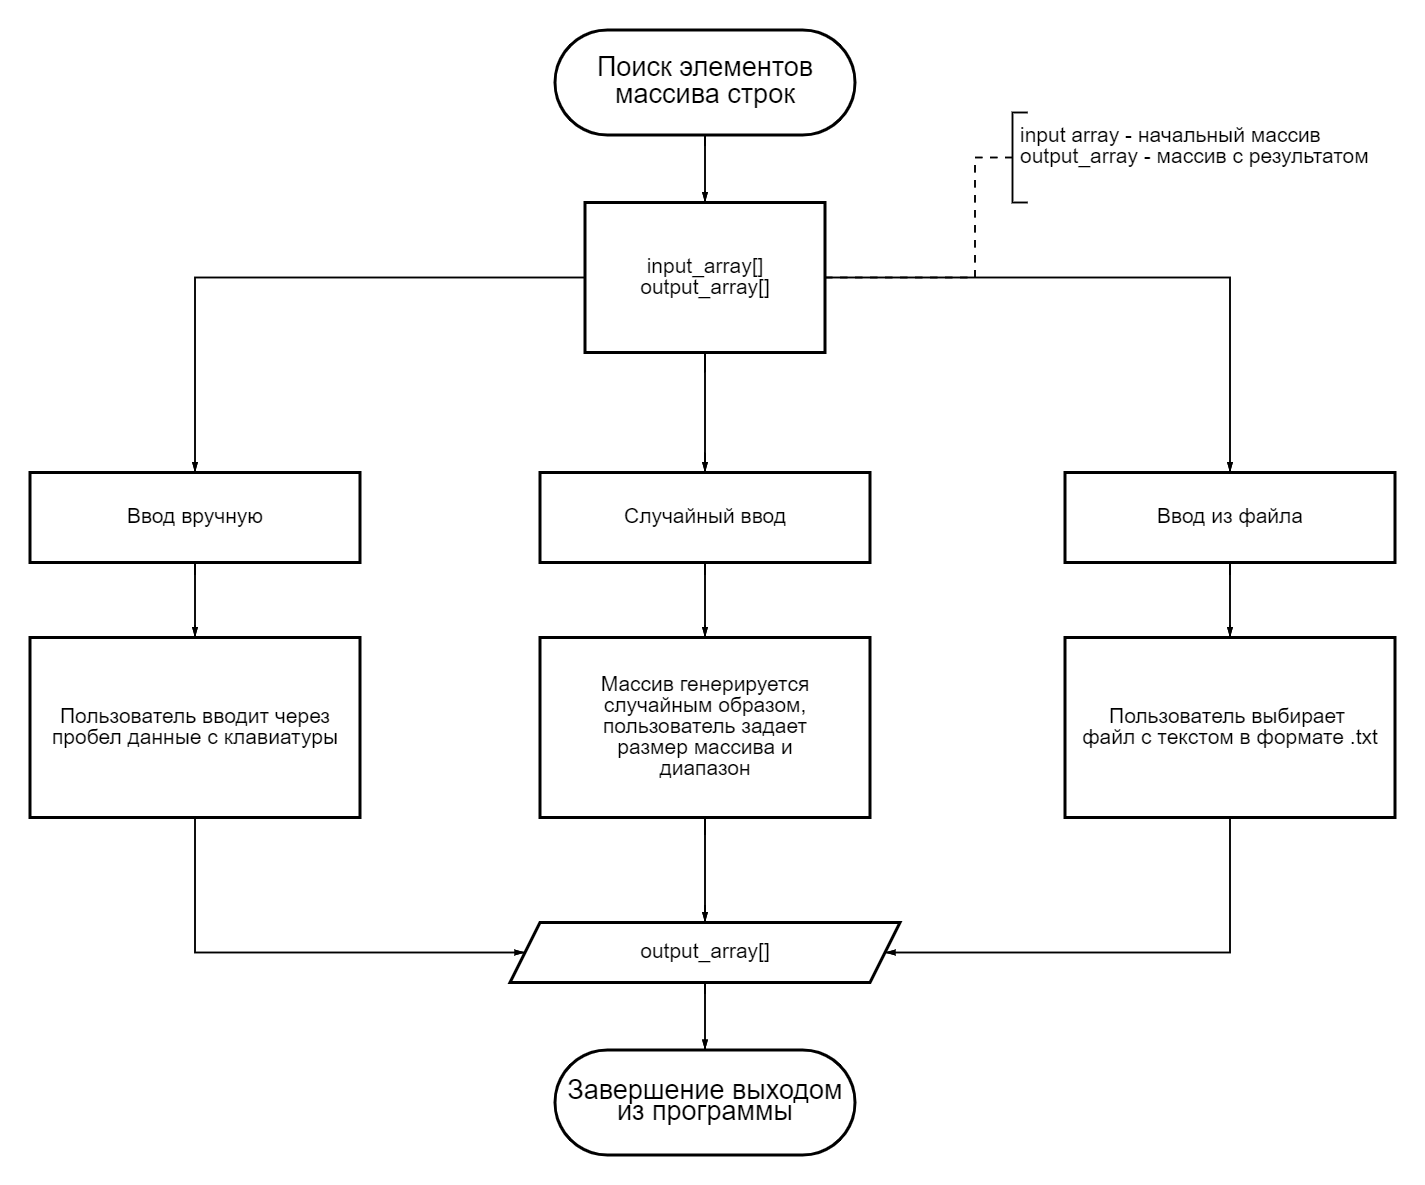 Поиск элементов
массива строк
input array - начальный массив
output_array - массив с результатом
input_array[]
output_array[]
Ввод вручную
Случайный ввод
Ввод из файла
Пользователь вводит через
пробел данные с клавиатуры
Массив генерируется
случайным образом,
пользователь задает
размер массива и
диапазон
Пользователь выбирает
файл с текстом в формате .txt
output_array[]
Завершение выходом
из программы